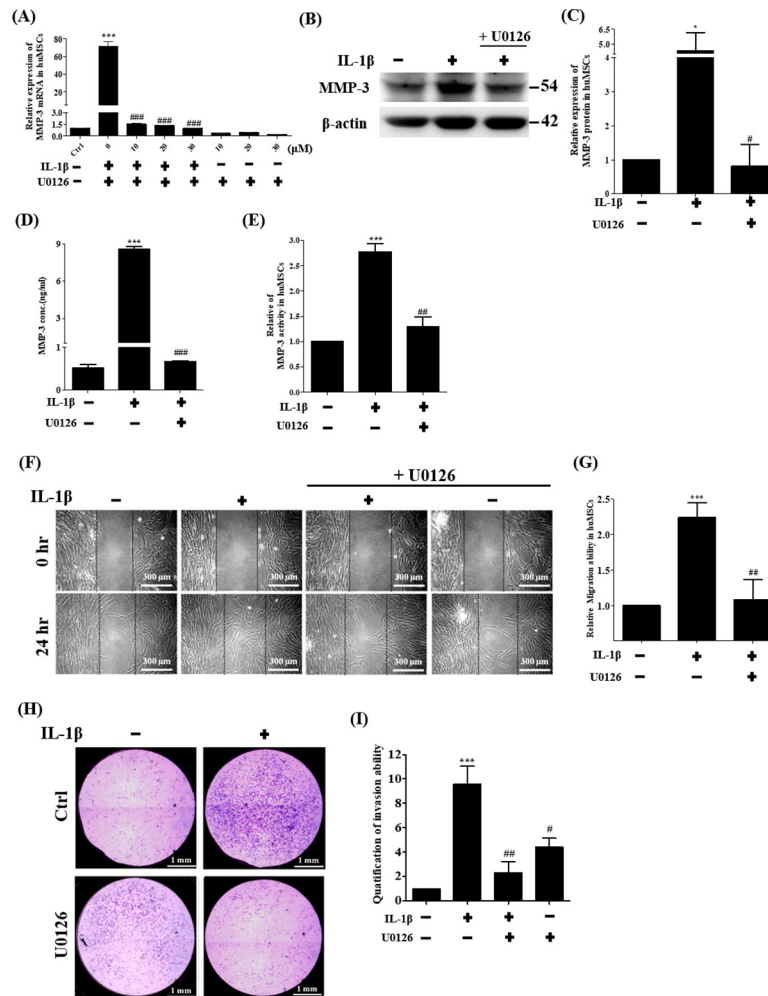 (A)
Relative expression of
MMP-3 mRNA in huMSCs
80
60
40
20
3.0
1.5
0.0
***
###
###
###
Ctrl
0
10
20
30
10
20
30
(μM)
IL-1β − + + + + − − −
U0126 − + + + + + + +
(B)
+ U0126
IL-1β − + +
MMP-3
54
β-actin
42
(C)
Relative expression of
MMP-3 protein in huMSCs
6.5
6.0
5.5
5.0
4
2
1
0
*
#
IL-1β − + +
U0126 − − +
(D)
MMP-3 conc.(ng/ml)
9
6
3
1
0
***
###
IL-1β − + +
U0126 − − +
(E)
Relative of
MMP-3 activity in huMSCs
3.0
2.5
2.0
1.5
1.0
0.5
0.0
***
##
IL-1β − + +
U0126 − − +
(F)
+ U0126
IL-1β − + + −
0 hr
300 μm
300 μm
300 μm
300 μm
24 hr
300 μm
300 μm
300 μm
300 μm
(G)
Relative Migration ability in huMSCs
2.5
2.0
1.5
1.0
***
##
IL-1β − + +
U0126 − − +
(H)
IL-1β − +
Ctrl
1 mm
1 mm
U0126
1 mm
1 mm
(I)
Quatification of invasion ability
12
10
8
6
4
2
0
***
##
#
IL-1β − + + −
U0126 − − + +